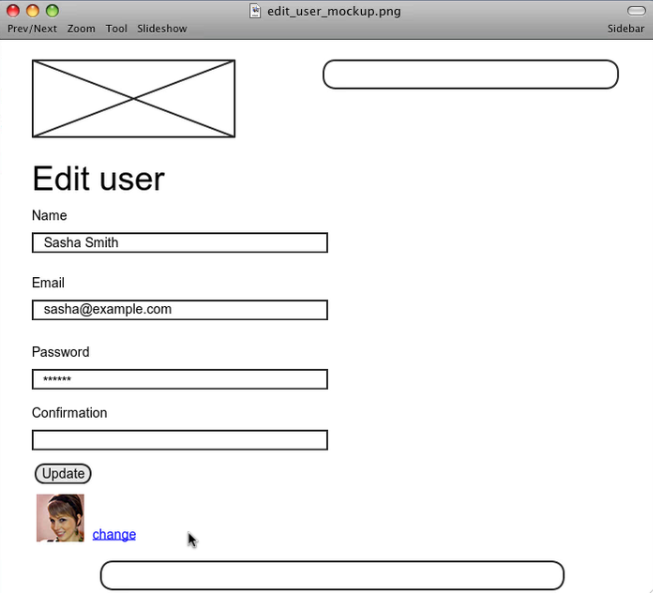 edit_user_mockup.png
Prev/Next Zoom Tool Slideshow Sidebar
Edit user
Name
Sasha Smith
Email
sasha@example.com
Password
******
Confirmation
Update
change